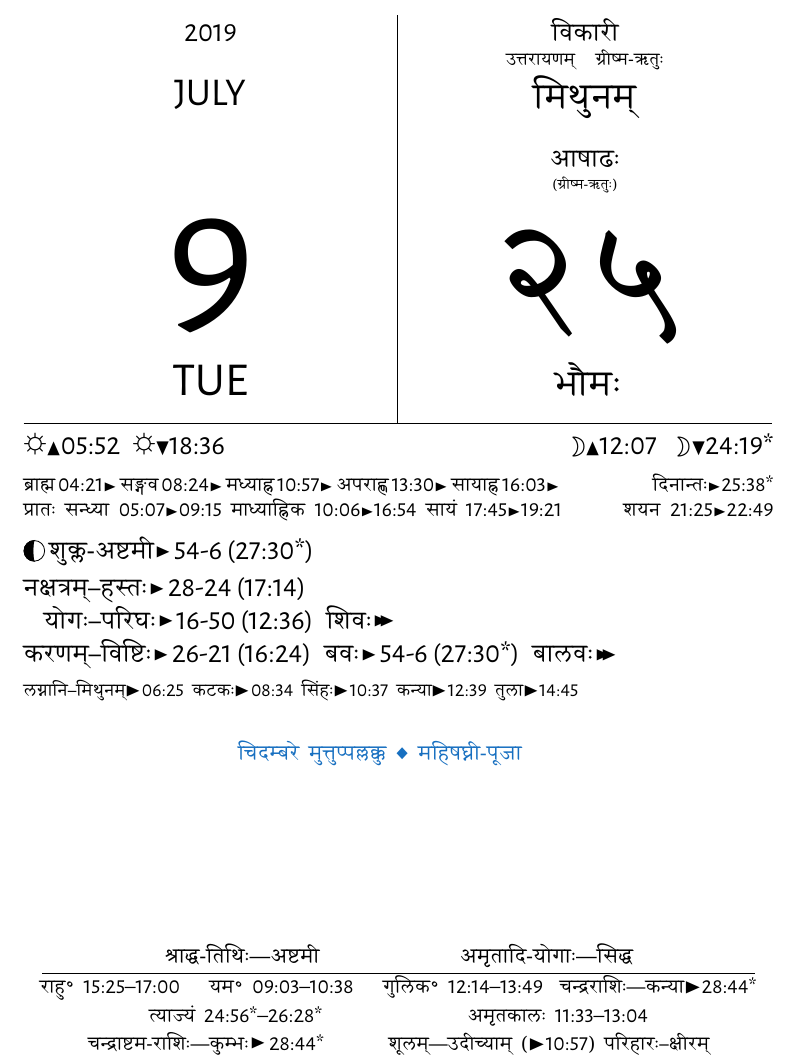 2019
JULY
9
TUE
विकारी
उत्तरायणम् ग्रीष्म-ऋतुः
मिथुनम्
आषाढः
(ग्रीष्म-ऋतुः)
२५
भौमः
☼▲05:52 ☼▼18:36 ☽▲12:07 ☽▼24:19*
ब्राह्म 04:21► सङ्गव 08:24► मध्याह्न 10:57► अपराह्ण 13:30► सायाह्न 16:03► दिनान्तः►25:38*
प्रातः सन्ध्या 05:07►09:15 माध्याह्निक 10:06►16:54 सायं 17:45►19:21 शयन 21:25►22:49
◐ शुक्ल-अष्टमी► 54-6 (27:30*)
नक्षत्रम्–हस्तः► 28-24 (17:14)
योगः–परिघः► 16-50 (12:36) शिवः►►
करणम्–विष्टिः► 26-21 (16:24) बवः► 54-6 (27:30*) बालवः►►
लग्नानि–मिथुनम्► 06:25 कटकः► 08:34 सिंहः► 10:37 कन्या► 12:39 तुला► 14:45
चिदम्बरे मुत्तुप्पल्लक्कु ◆ महिषघ्नी-पूजा
श्राद्ध-तिथिः—अष्टमी अमृतादि-योगाः—सिद्ध
राहु॰ 15:25–17:00 यम॰ 09:03–10:38 गुलिक॰ 12:14–13:49 चन्द्रराशिः—कन्या►28:44*
त्याज्यं 24:56*–26:28* अमृतकालः 11:33–13:04
चन्द्राष्टम-राशिः—कुम्भः► 28:44* शूलम्—उदीच्याम् (►10:57) परिहारः–क्षीरम्